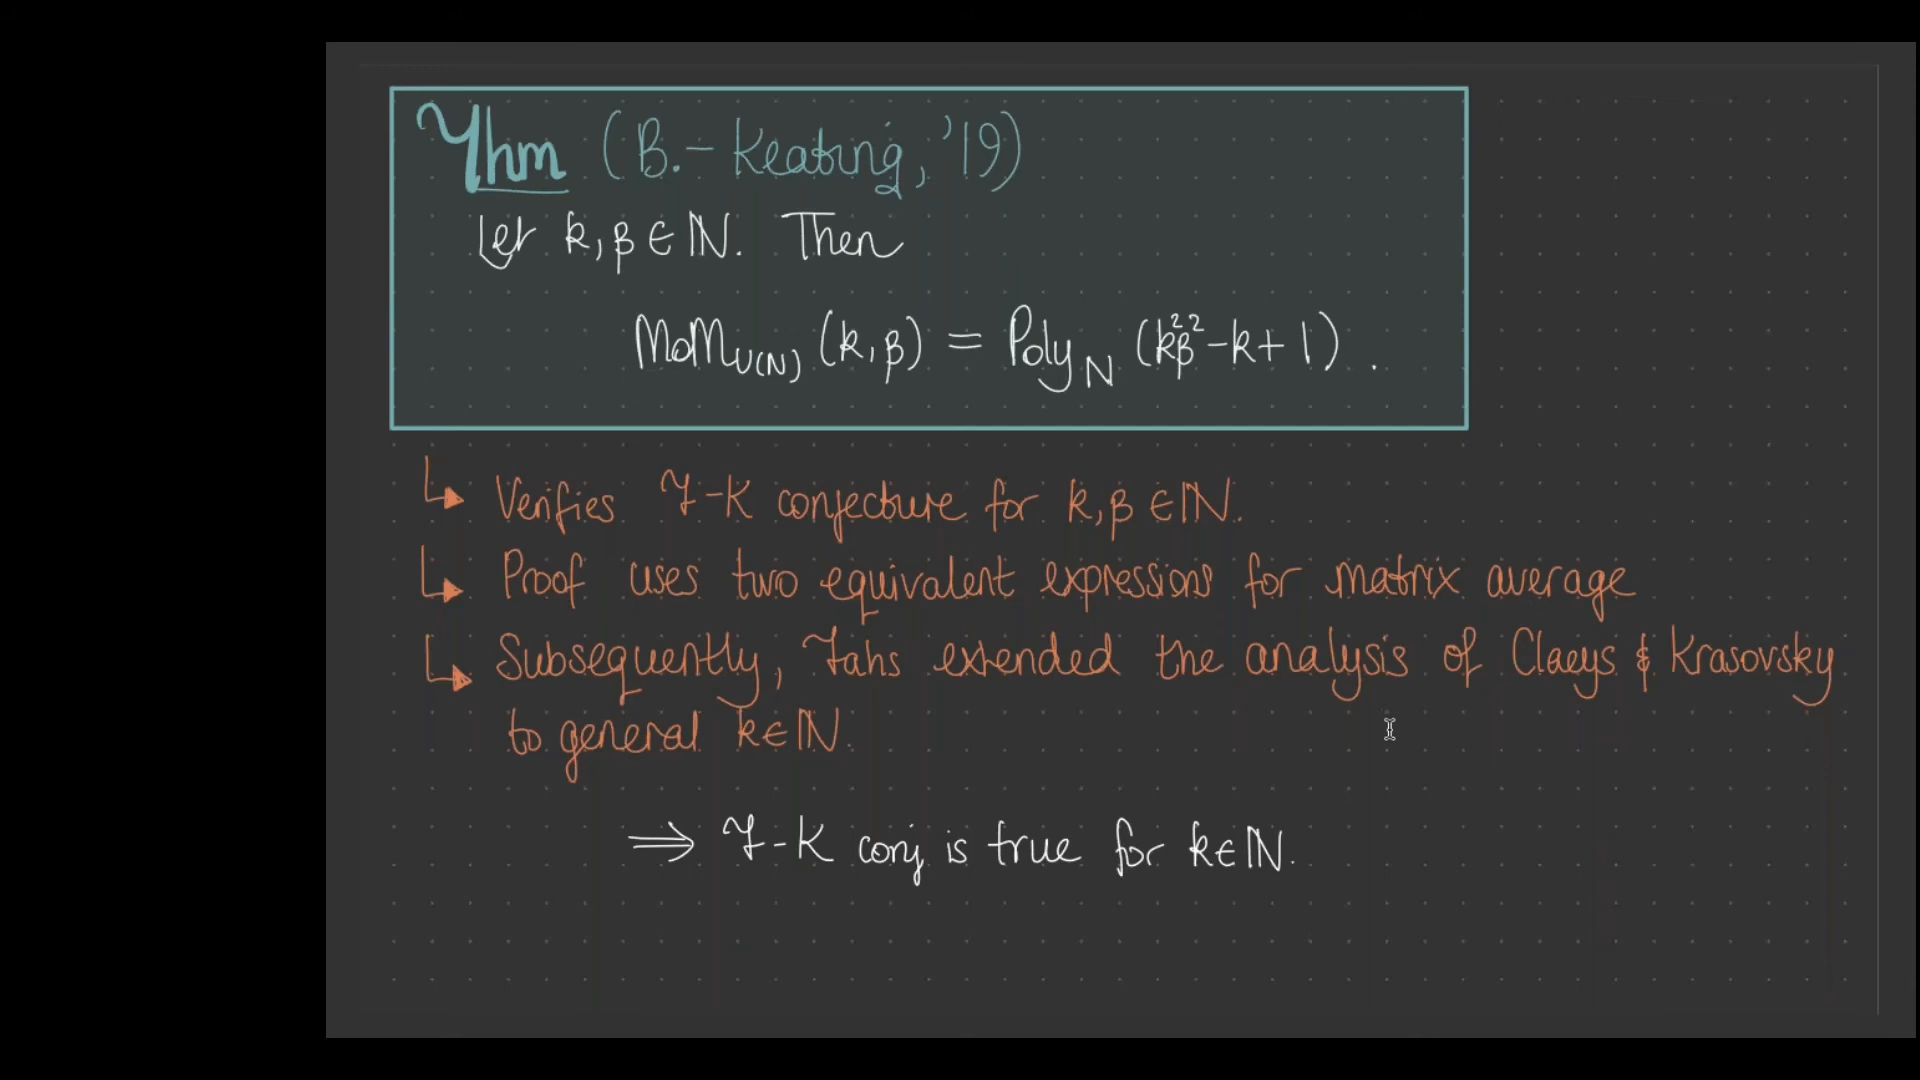 Thm (B. - Keating, '19)
Let k, β ∈ ℕ. Then
MoM_{U(N)} (k, β) = Poly_N (k²β² - k + 1) .
↳ Verifies F-K conjecture for k, β ∈ ℕ.
↳ Proof uses two equivalent expressions for matrix average
↳ Subsequently, Fahs extended the analysis of Claeys & Krasovsky
to general k ∈ ℕ.
⇒ F-K conj is true for k ∈ ℕ.